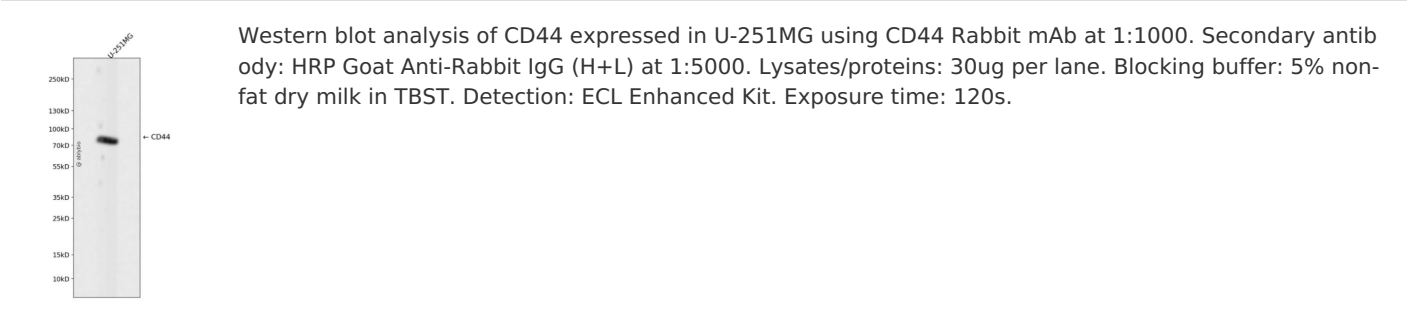 U-251MG
Western blot analysis of CD44 expressed in U-251MG using CD44 Rabbit mAb at 1:1000. Secondary antib
ody: HRP Goat Anti-Rabbit IgG (H+L) at 1:5000. Lysates/proteins: 30ug per lane. Blocking buffer: 5% non-
fat dry milk in TBST. Detection: ECL Enhanced Kit. Exposure time: 120s.
250kD
130kD
100kD
← CD44
70kD
55kD
35kD
25kD
15kD
10kD